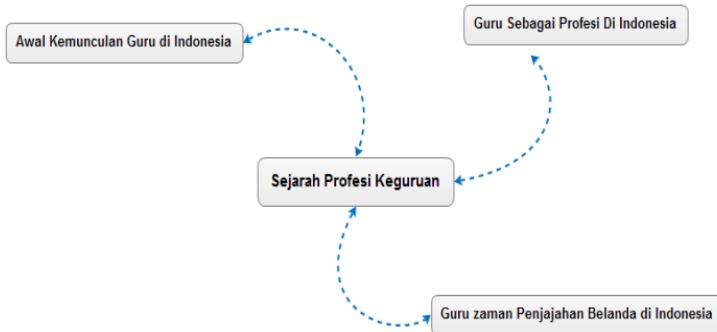 Guru Sebagai Profesi Di Indonesia
Awal Kemunculan Guru di Indonesia
Sejarah Profesi Keguruan
Guru zaman Penjajahan Belanda di Indonesia